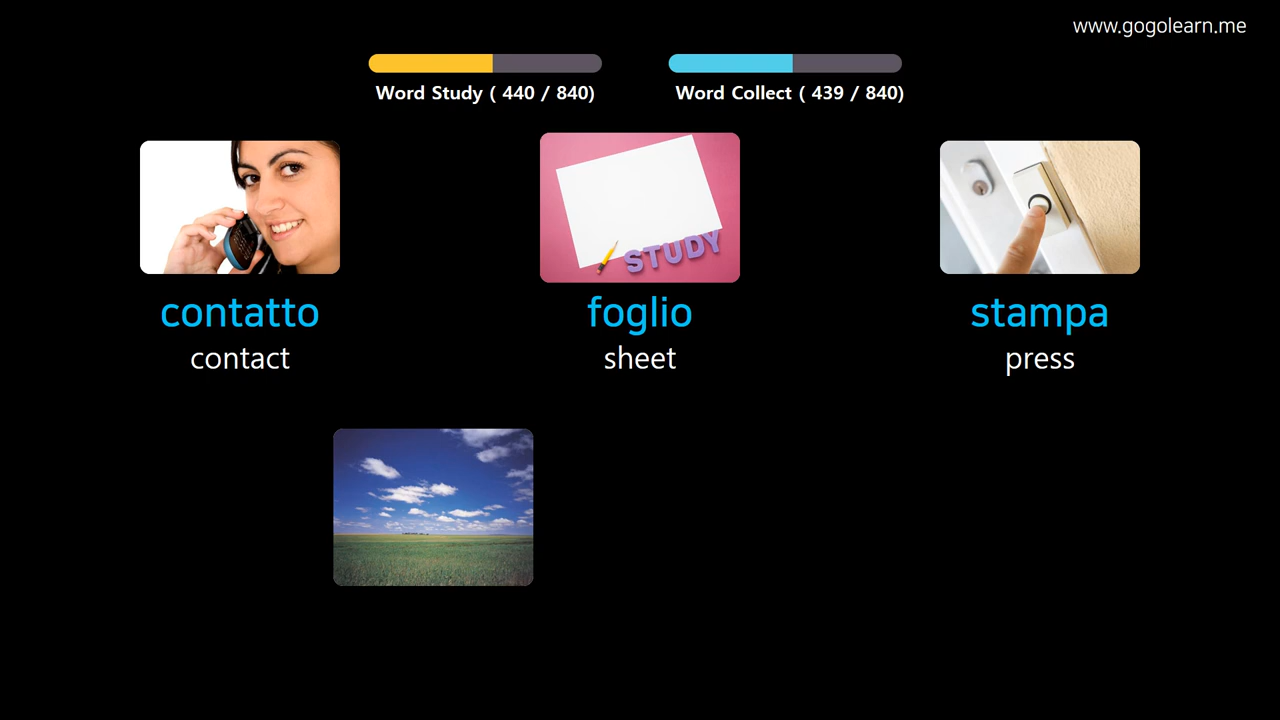 www.gogolearn.me
Word Study ( 440 / 840)
Word Collect ( 439 / 840)
STUDY
contatto
foglio
stampa
contact
sheet
press